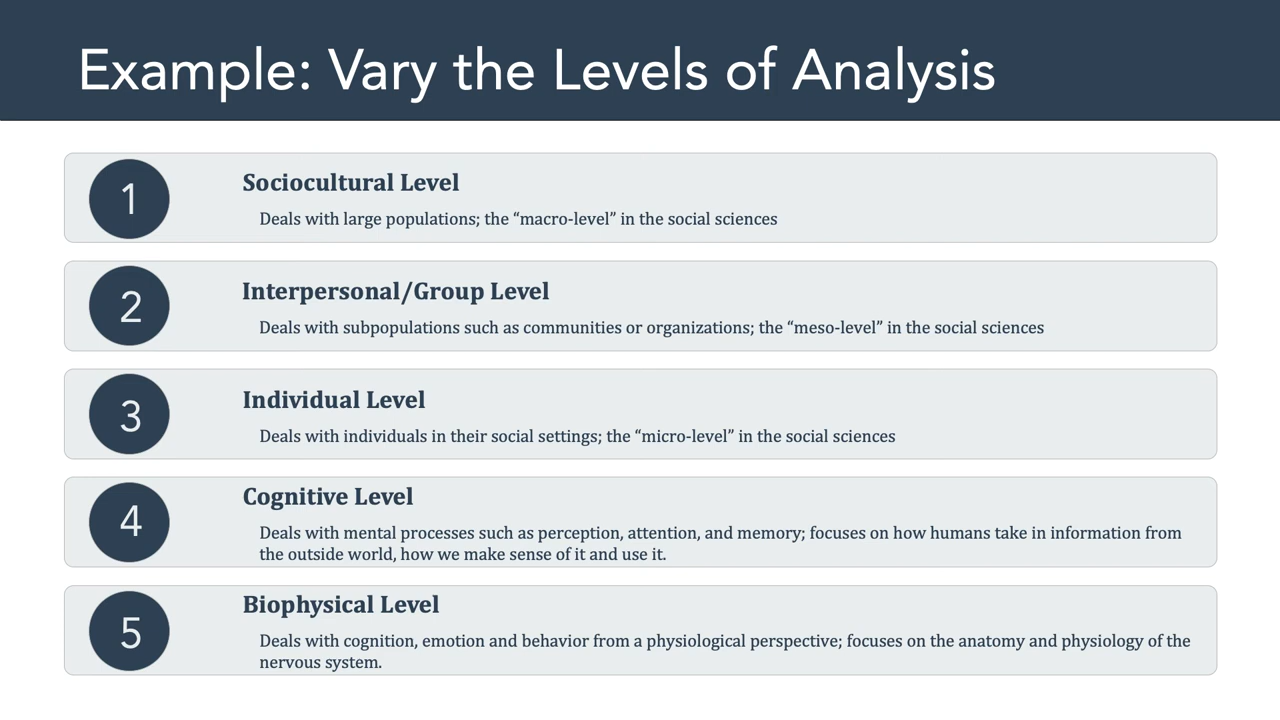 Example: Vary the Levels of Analysis
1
Sociocultural Level
Deals with large populations; the “macro-level” in the social sciences
2
Interpersonal/Group Level
Deals with subpopulations such as communities or organizations; the “meso-level” in the social sciences
3
Individual Level
Deals with individuals in their social settings; the “micro-level” in the social sciences
4
Cognitive Level
Deals with mental processes such as perception, attention, and memory; focuses on how humans take in information from
the outside world, how we make sense of it and use it.
5
Biophysical Level
Deals with cognition, emotion and behavior from a physiological perspective; focuses on the anatomy and physiology of the
nervous system.